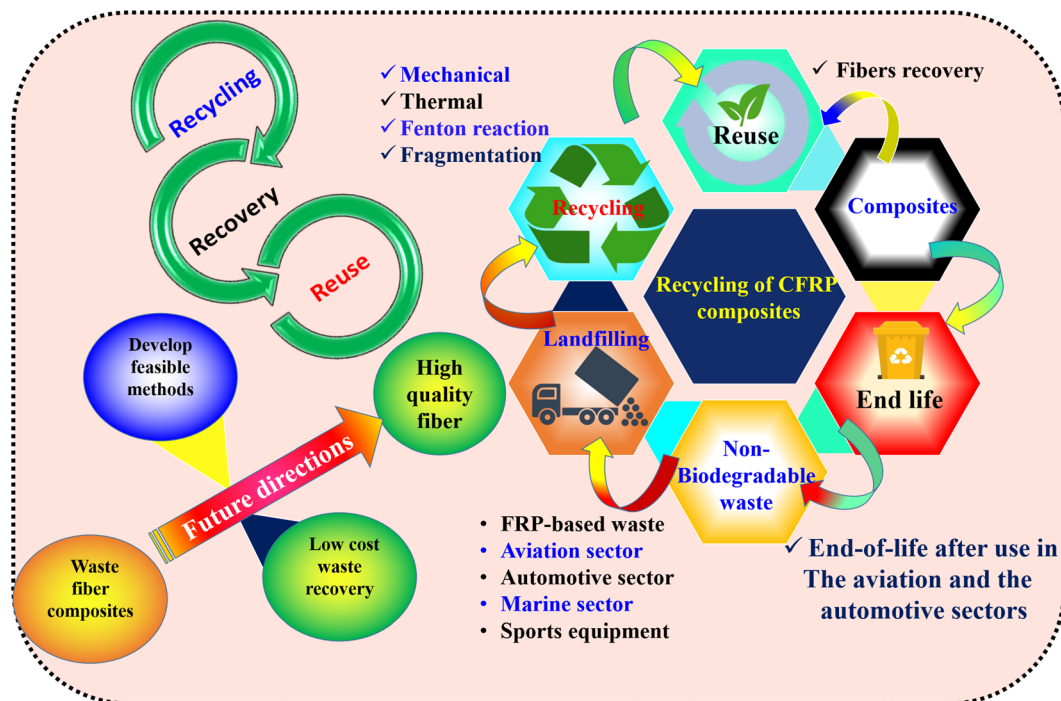 Recycling
Recovery
Reuse
✓ Mechanical
✓ Thermal
✓ Fenton reaction
✓ Fragmentation
Reuse
✓ Fibers recovery
Recycling
Composites
Recycling of CFRP
composites
Landfilling
End life
Non-
Biodegradable
waste
Develop
feasible
methods
High
quality
fiber
Future directions
Waste
fiber
composites
Low cost
waste
recovery
• FRP-based waste
• Aviation sector
• Automotive sector
• Marine sector
• Sports equipment
✓ End-of-life after use in
The aviation and the
automotive sectors